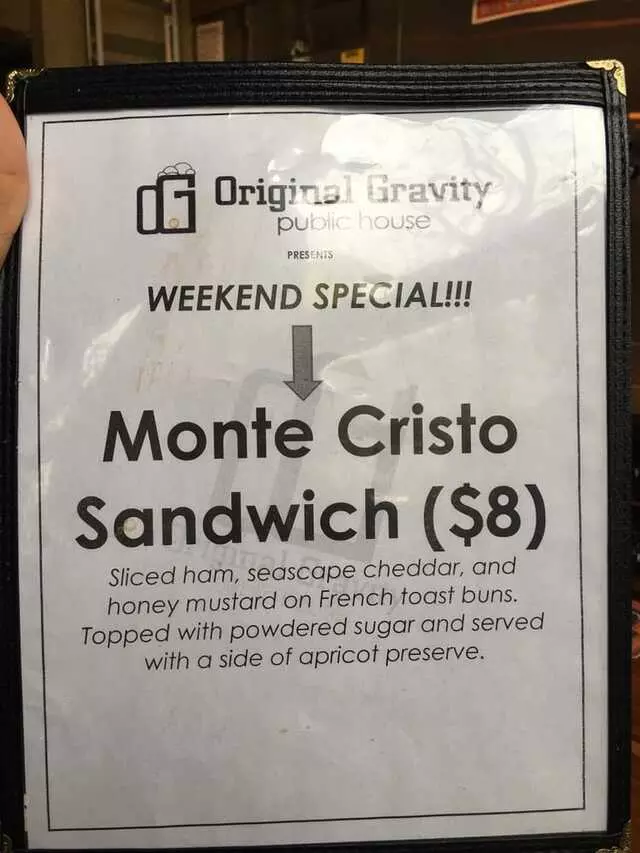 OG Original Gravity
public house
PRESENTS
WEEKEND SPECIAL!!!
Monte Cristo
Sandwich ($8)
Sliced ham, seascape cheddar, and
honey mustard on French toast buns.
Topped with powdered sugar and served
with a side of apricot preserve.